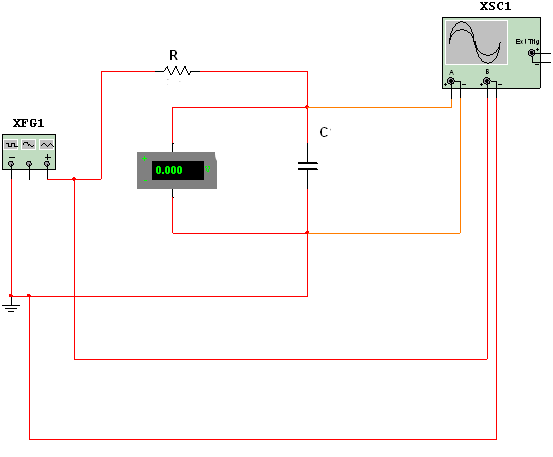 XSC1
Ext Trig
+
-
A
B
+ - + -
R
C
XFG1
- +
+
0.000
-